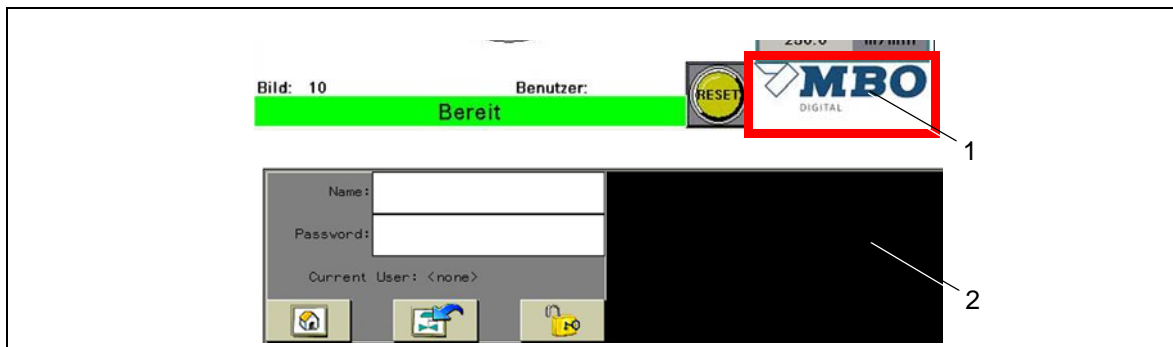 Bild: 10 Benutzer:
Bereit
RESET
MBO
DIGITAL
1
Name:
Password:
Current User: <none>
2